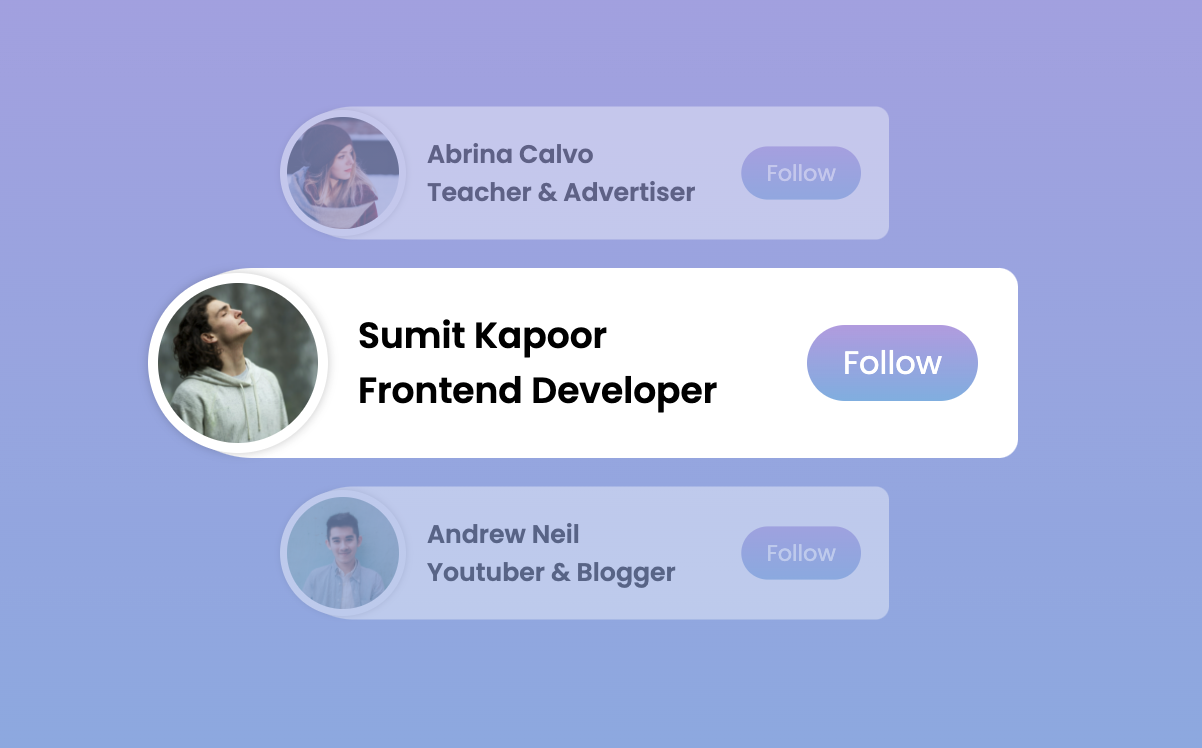 Abrina Calvo
Teacher & Advertiser
Follow
Sumit Kapoor
Frontend Developer
Follow
Andrew Neil
Youtuber & Blogger
Follow